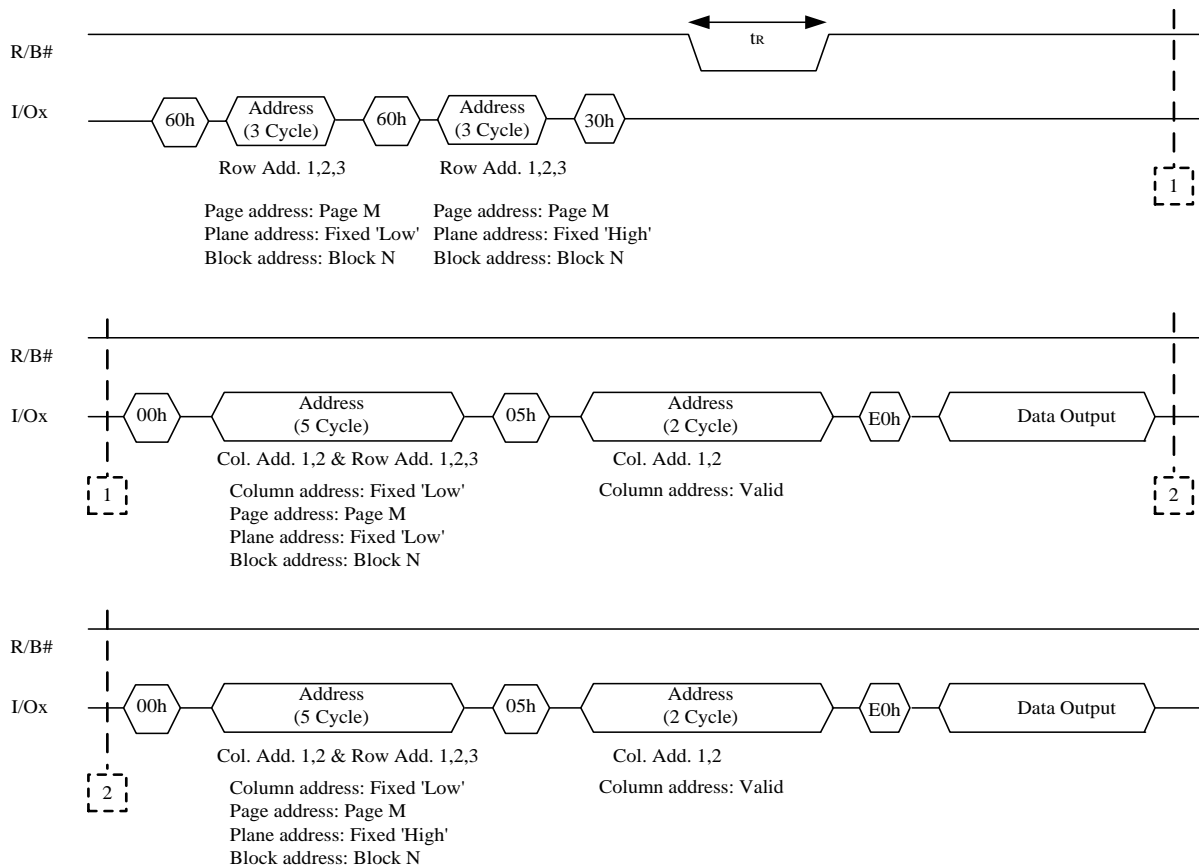 R/B#
tR
I/Ox
60h
Address
(3 Cycle)
60h
Address
(3 Cycle)
30h
Row Add. 1,2,3
Row Add. 1,2,3
Page address: Page M
Plane address: Fixed 'Low'
Block address: Block N
Page address: Page M
Plane address: Fixed 'High'
Block address: Block N
1
R/B#
I/Ox
00h
Address
(5 Cycle)
05h
Address
(2 Cycle)
E0h
Data Output
Col. Add. 1,2 & Row Add. 1,2,3
Col. Add. 1,2
1
Column address: Fixed 'Low'
Page address: Page M
Plane address: Fixed 'Low'
Block address: Block N
Column address: Valid
2
R/B#
I/Ox
00h
Address
(5 Cycle)
05h
Address
(2 Cycle)
E0h
Data Output
Col. Add. 1,2 & Row Add. 1,2,3
Col. Add. 1,2
2
Column address: Fixed 'Low'
Page address: Page M
Plane address: Fixed 'High'
Block address: Block N
Column address: Valid